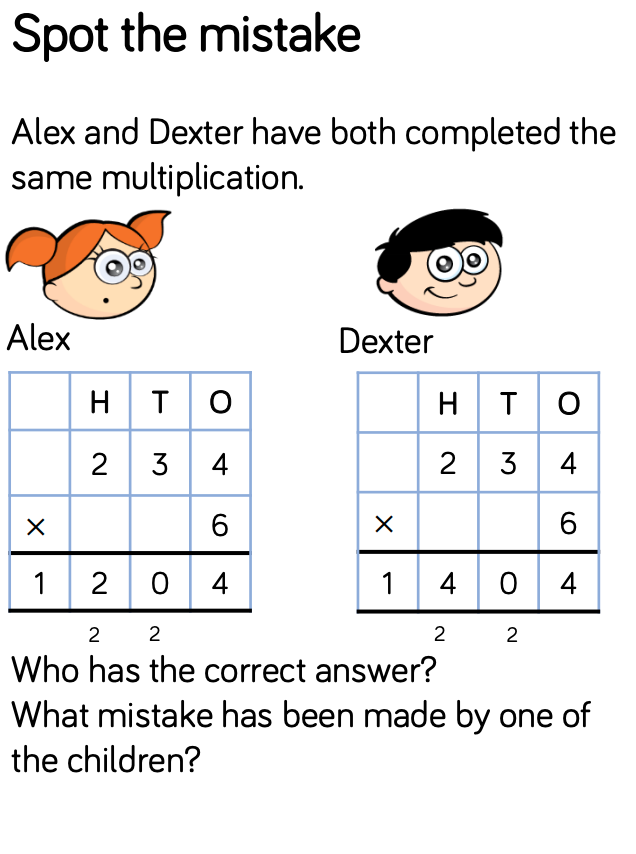 Spot the mistake
Alex and Dexter have both completed the
same multiplication.
Alex
H T O
2 3 4
× 6
1 2 0 4
2 2
Dexter
H T O
2 3 4
× 6
1 4 0 4
2 2
Who has the correct answer?
What mistake has been made by one of
the children?